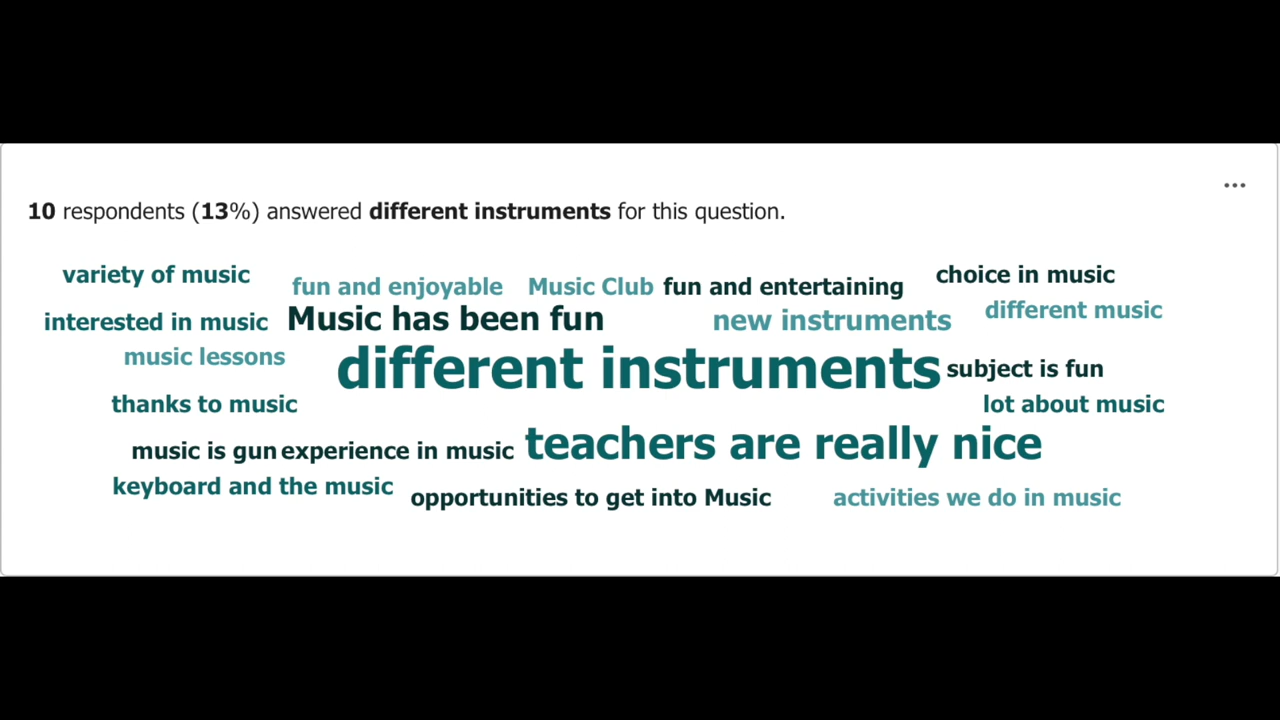 10 respondents (13%) answered different instruments for this question.
variety of music
fun and enjoyable
Music Club
fun and entertaining
choice in music
interested in music
Music has been fun
new instruments
different music
music lessons
different instruments
subject is fun
thanks to music
lot about music
music is gun
experience in music
teachers are really nice
keyboard and the music
opportunities to get into Music
activities we do in music